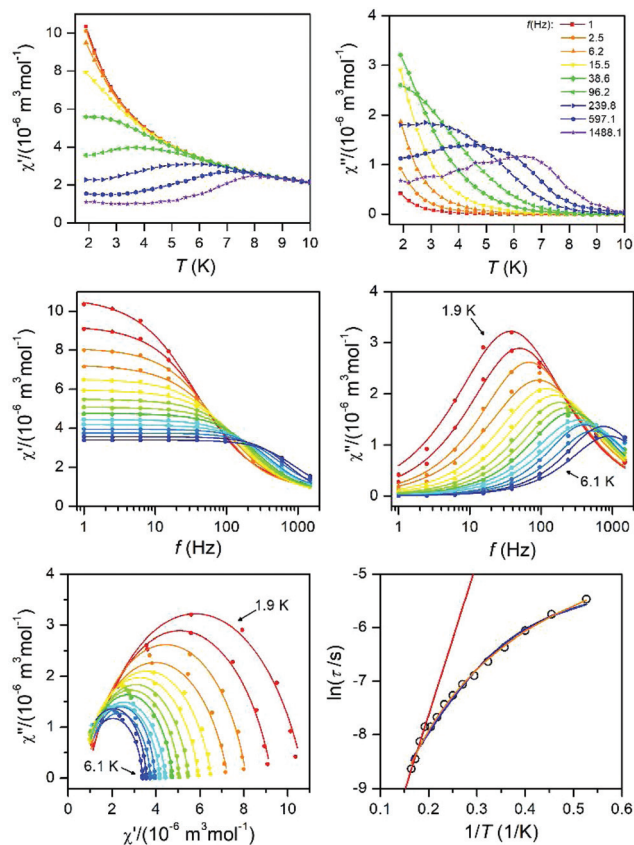 χ'/(10⁻⁶ m³mol⁻¹)
10
8
6
4
2
0
2 3 4 5 6 7 8 9 10
T (K)
χ''/(10⁻⁶ m³mol⁻¹)
4
3
2
1
0
2 3 4 5 6 7 8 9 10
T (K)
f(Hz):
1
2.5
6.2
15.5
38.6
96.2
239.8
597.1
1488.1
χ'/(10⁻⁶ m³mol⁻¹)
10
8
6
4
2
0
1 10 100 1000
f (Hz)
χ''/(10⁻⁶ m³mol⁻¹)
4
3
2
1
0
1 10 100 1000
f (Hz)
1.9 K
6.1 K
χ''/(10⁻⁶ m³mol⁻¹)
4
3
2
1
0
2 4 6 8 10
χ'/(10⁻⁶ m³mol⁻¹)
1.9 K
6.1 K
ln(τ/s)
-5
-6
-7
-8
-9
0.2 0.3 0.4 0.5 0.6
1/T (1/K)